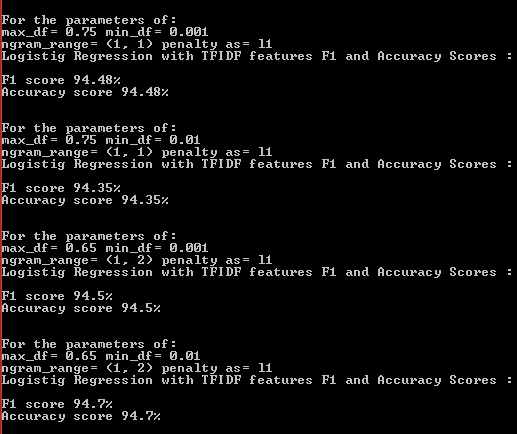 For the parameters of:
max_df= 0.75 min_df= 0.001
ngram_range= (1, 1) penalty as= l1
Logistig Regression with TFIDF features F1 and Accuracy Scores :
F1 score 94.48%
Accuracy score 94.48%
For the parameters of:
max_df= 0.75 min_df= 0.01
ngram_range= (1, 1) penalty as= l1
Logistig Regression with TFIDF features F1 and Accuracy Scores :
F1 score 94.35%
Accuracy score 94.35%
For the parameters of:
max_df= 0.65 min_df= 0.001
ngram_range= (1, 2) penalty as= l1
Logistig Regression with TFIDF features F1 and Accuracy Scores :
F1 score 94.5%
Accuracy score 94.5%
For the parameters of:
max_df= 0.65 min_df= 0.01
ngram_range= (1, 2) penalty as= l1
Logistig Regression with TFIDF features F1 and Accuracy Scores :
F1 score 94.7%
Accuracy score 94.7%